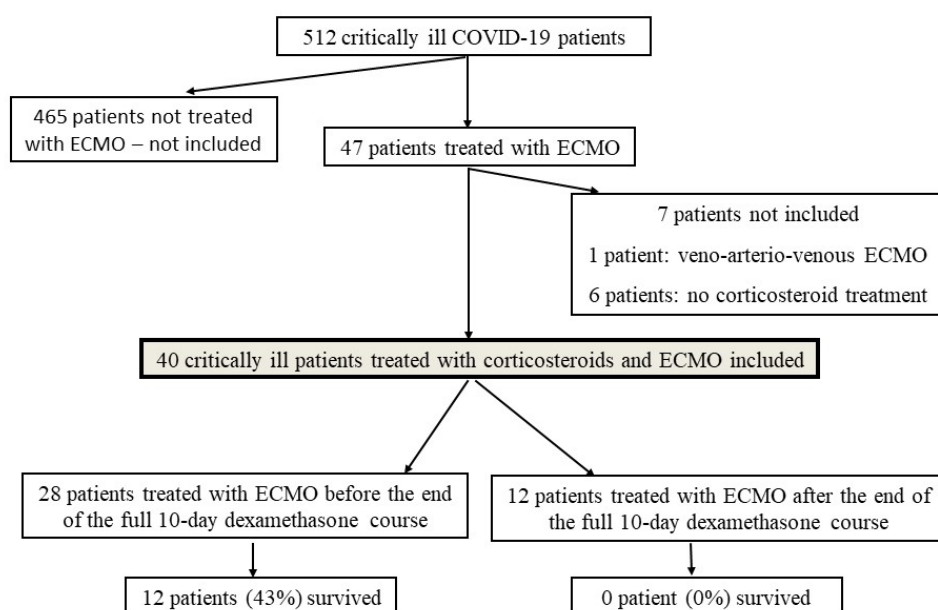 512 critically ill COVID-19 patients
465 patients not treated
with ECMO – not included
47 patients treated with ECMO
7 patients not included
1 patient: veno-arterio-venous ECMO
6 patients: no corticosteroid treatment
40 critically ill patients treated with corticosteroids and ECMO included
28 patients treated with ECMO before the end
of the full 10-day dexamethasone course
12 patients treated with ECMO after the end of
the full 10-day dexamethasone course
12 patients (43%) survived
0 patient (0%) survived